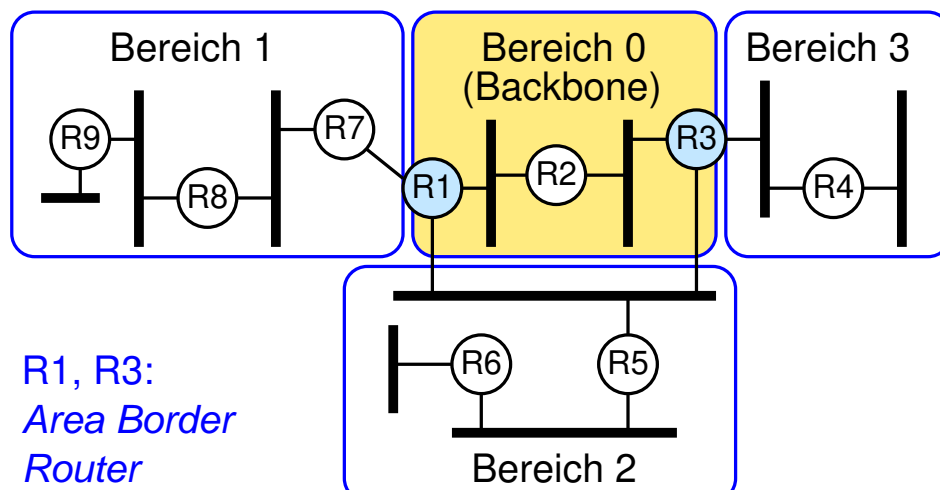 Bereich 1
Bereich 0
(Backbone)
Bereich 3
R9
R8
R7
R1
R2
R3
R4
R6
R5
Bereich 2
R1, R3:
Area Border
Router